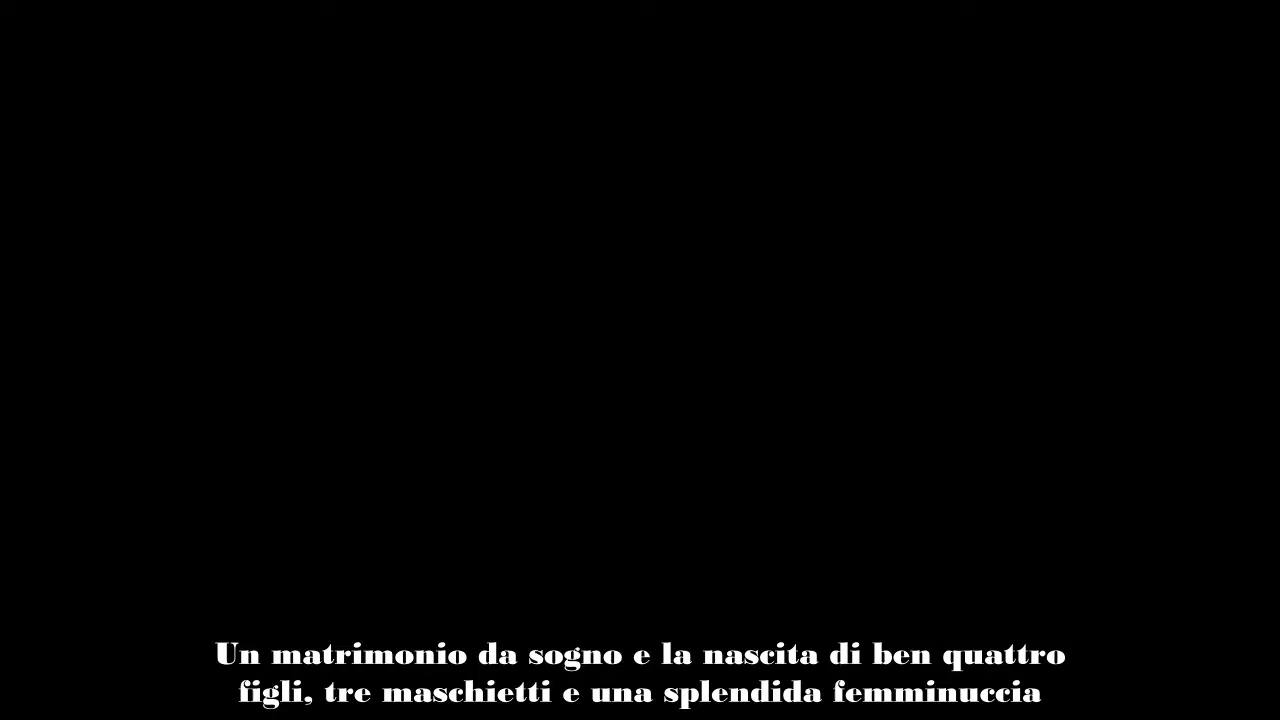 Un matrimonio da sogno e la nascita di ben quattro
figli, tre maschietti e una splendida femminuccia